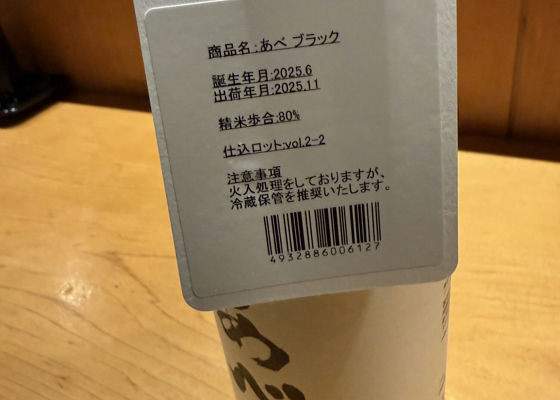 商品名:あべ ブラック
誕生年月:2025.6
出荷年月:2025.11
精米歩合:80%
仕込ロット:vol.2-2
注意事項
火入処理をしておりますが、
冷蔵保管を推奨いたします。
4932886006127
あべ